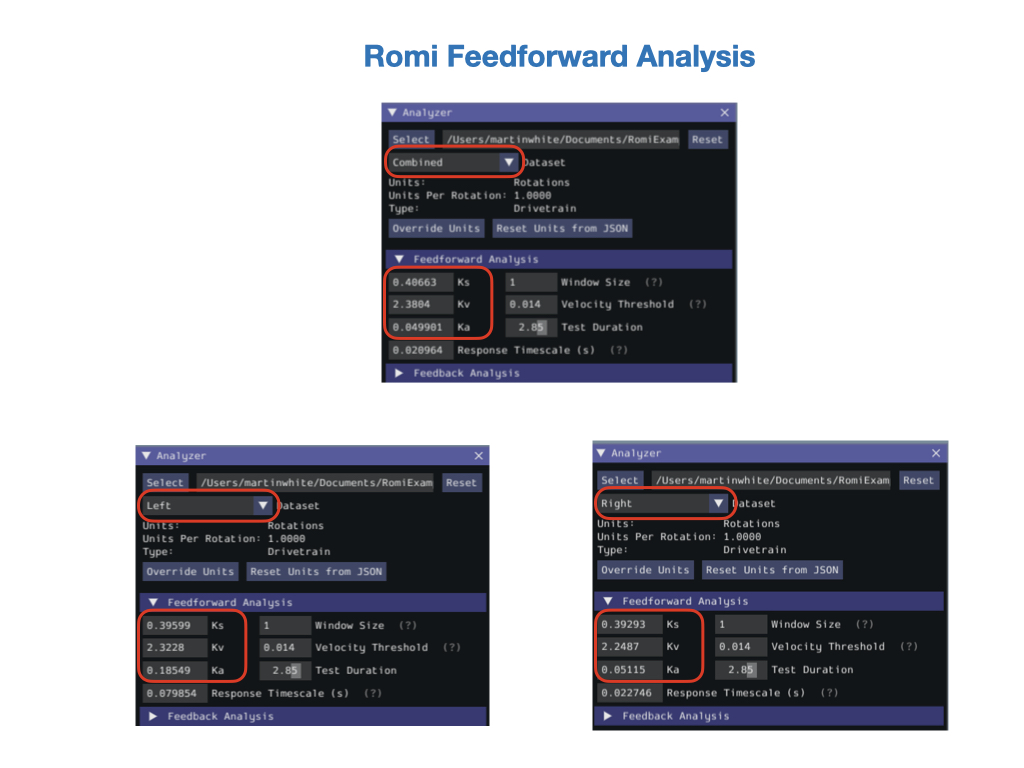 Romi Feedforward Analysis
▼ Analyzer ✕
Select /Users/martinwhite/Documents/RomiExam Reset
Combined ▼ Dataset
Units: Rotations
Units Per Rotation: 1.0000
Type: Drivetrain
Override Units Reset Units from JSON
▼ Feedforward Analysis
0.40663 Ks 1 Window Size (?)
2.3804 Kv 0.014 Velocity Threshold (?)
0.049901 Ka 2.85 Test Duration
0.020964 Response Timescale (s) (?)
▶ Feedback Analysis
▼ Analyzer ✕
Select /Users/martinwhite/Documents/RomiExam Reset
Left ▼ Dataset
Units: Rotations
Units Per Rotation: 1.0000
Type: Drivetrain
Override Units Reset Units from JSON
▼ Feedforward Analysis
0.39599 Ks 1 Window Size (?)
2.3228 Kv 0.014 Velocity Threshold (?)
0.18549 Ka 2.85 Test Duration
0.079854 Response Timescale (s) (?)
▶ Feedback Analysis
▼ Analyzer ✕
Select /Users/martinwhite/Documents/RomiExam Reset
Right ▼ Dataset
Units: Rotations
Units Per Rotation: 1.0000
Type: Drivetrain
Override Units Reset Units from JSON
▼ Feedforward Analysis
0.39293 Ks 1 Window Size (?)
2.2487 Kv 0.014 Velocity Threshold (?)
0.05115 Ka 2.85 Test Duration
0.022746 Response Timescale (s) (?)
▶ Feedback Analysis